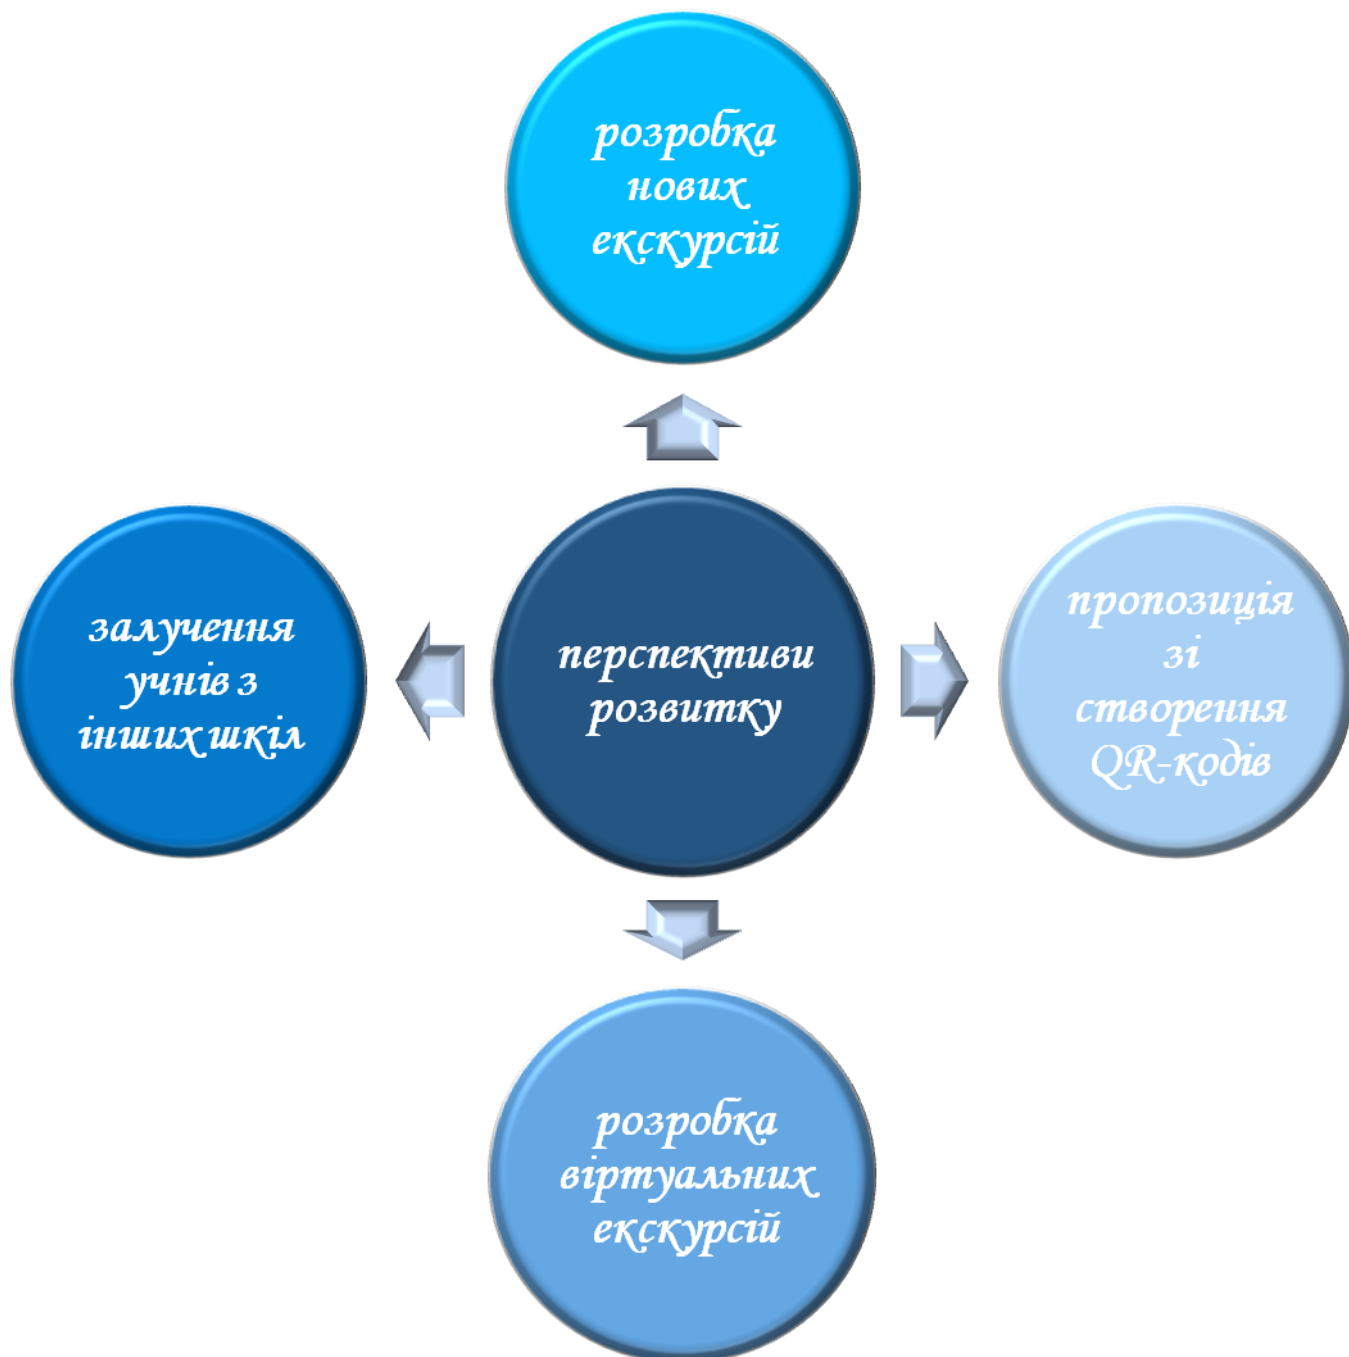 розробка
нових
екскурсій
залучення
учнів з
інших шкіл
перспективи
розвитку
пропозиція
зі
створення
QR-кодів
розробка
віртуальних
екскурсій